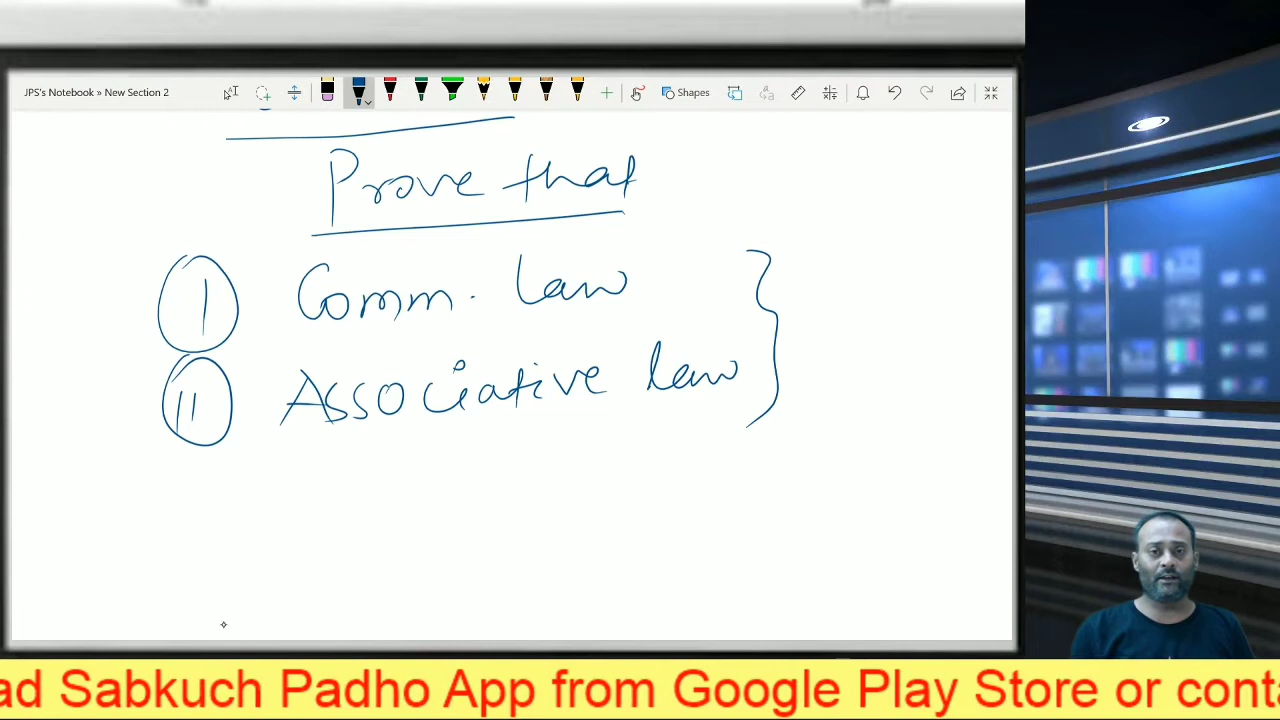 JPS's Notebook » New Section 2
Shapes
Prove that
I Comm. law
II Associative law
ad Sabkuch Padho App from Google Play Store or conta